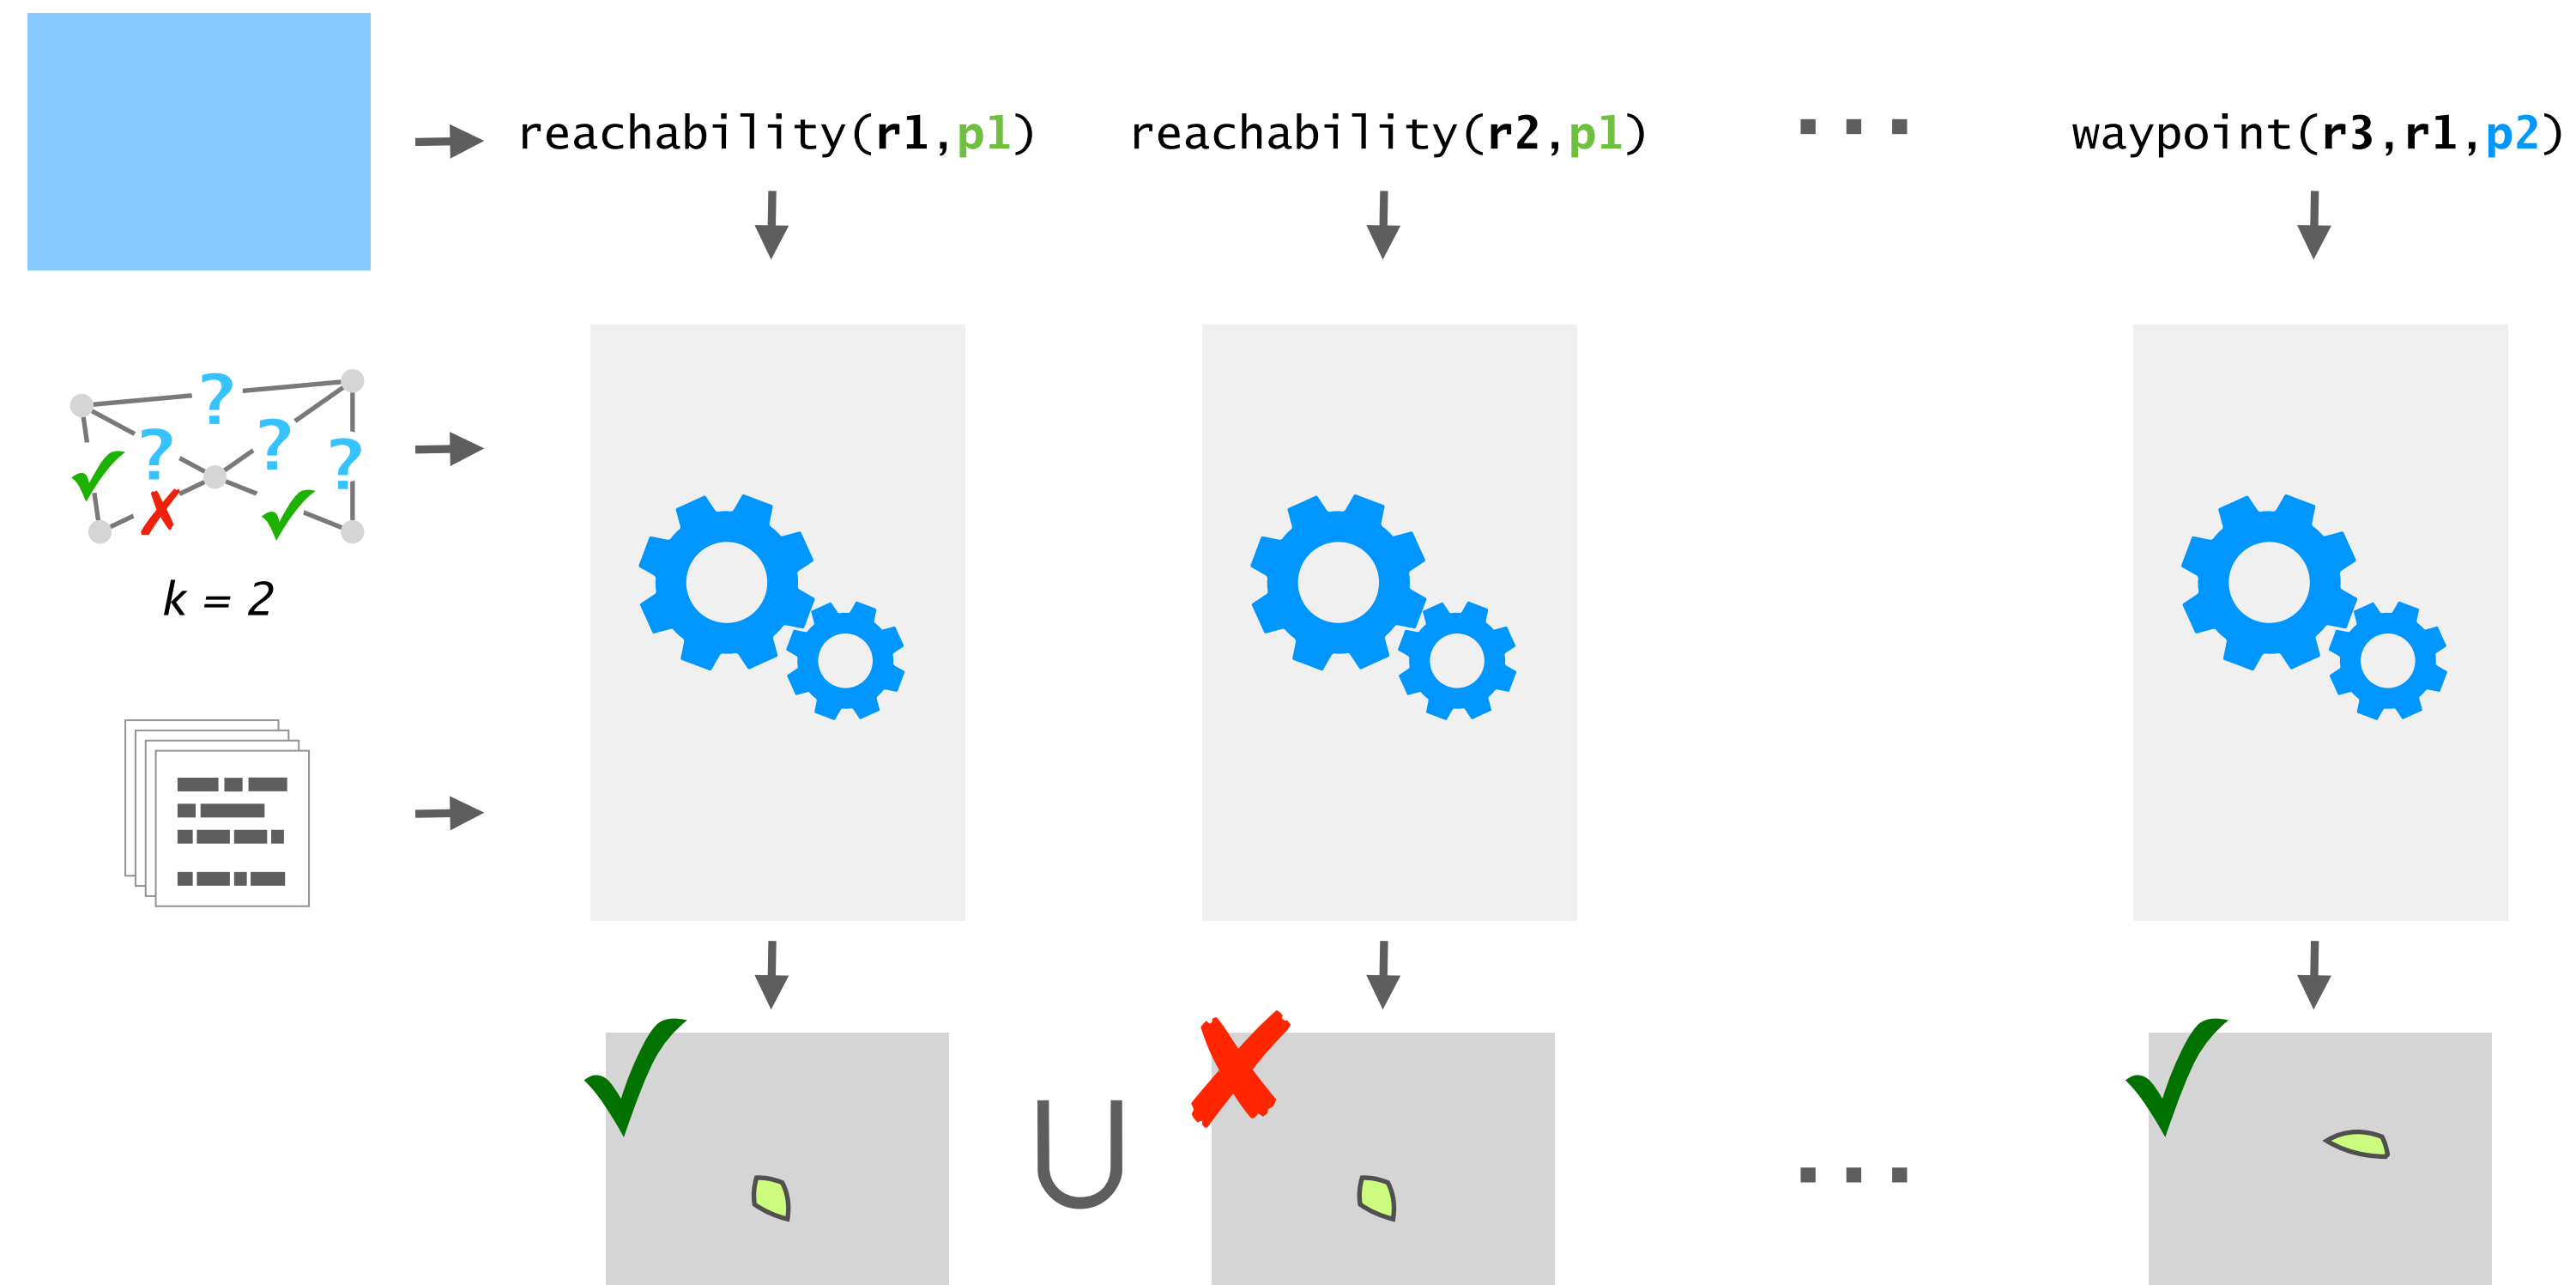 reachability(r1,p1)
reachability(r2,p1)
...
waypoint(r3,r1,p2)
?
?
?
?
k = 2
∪
...